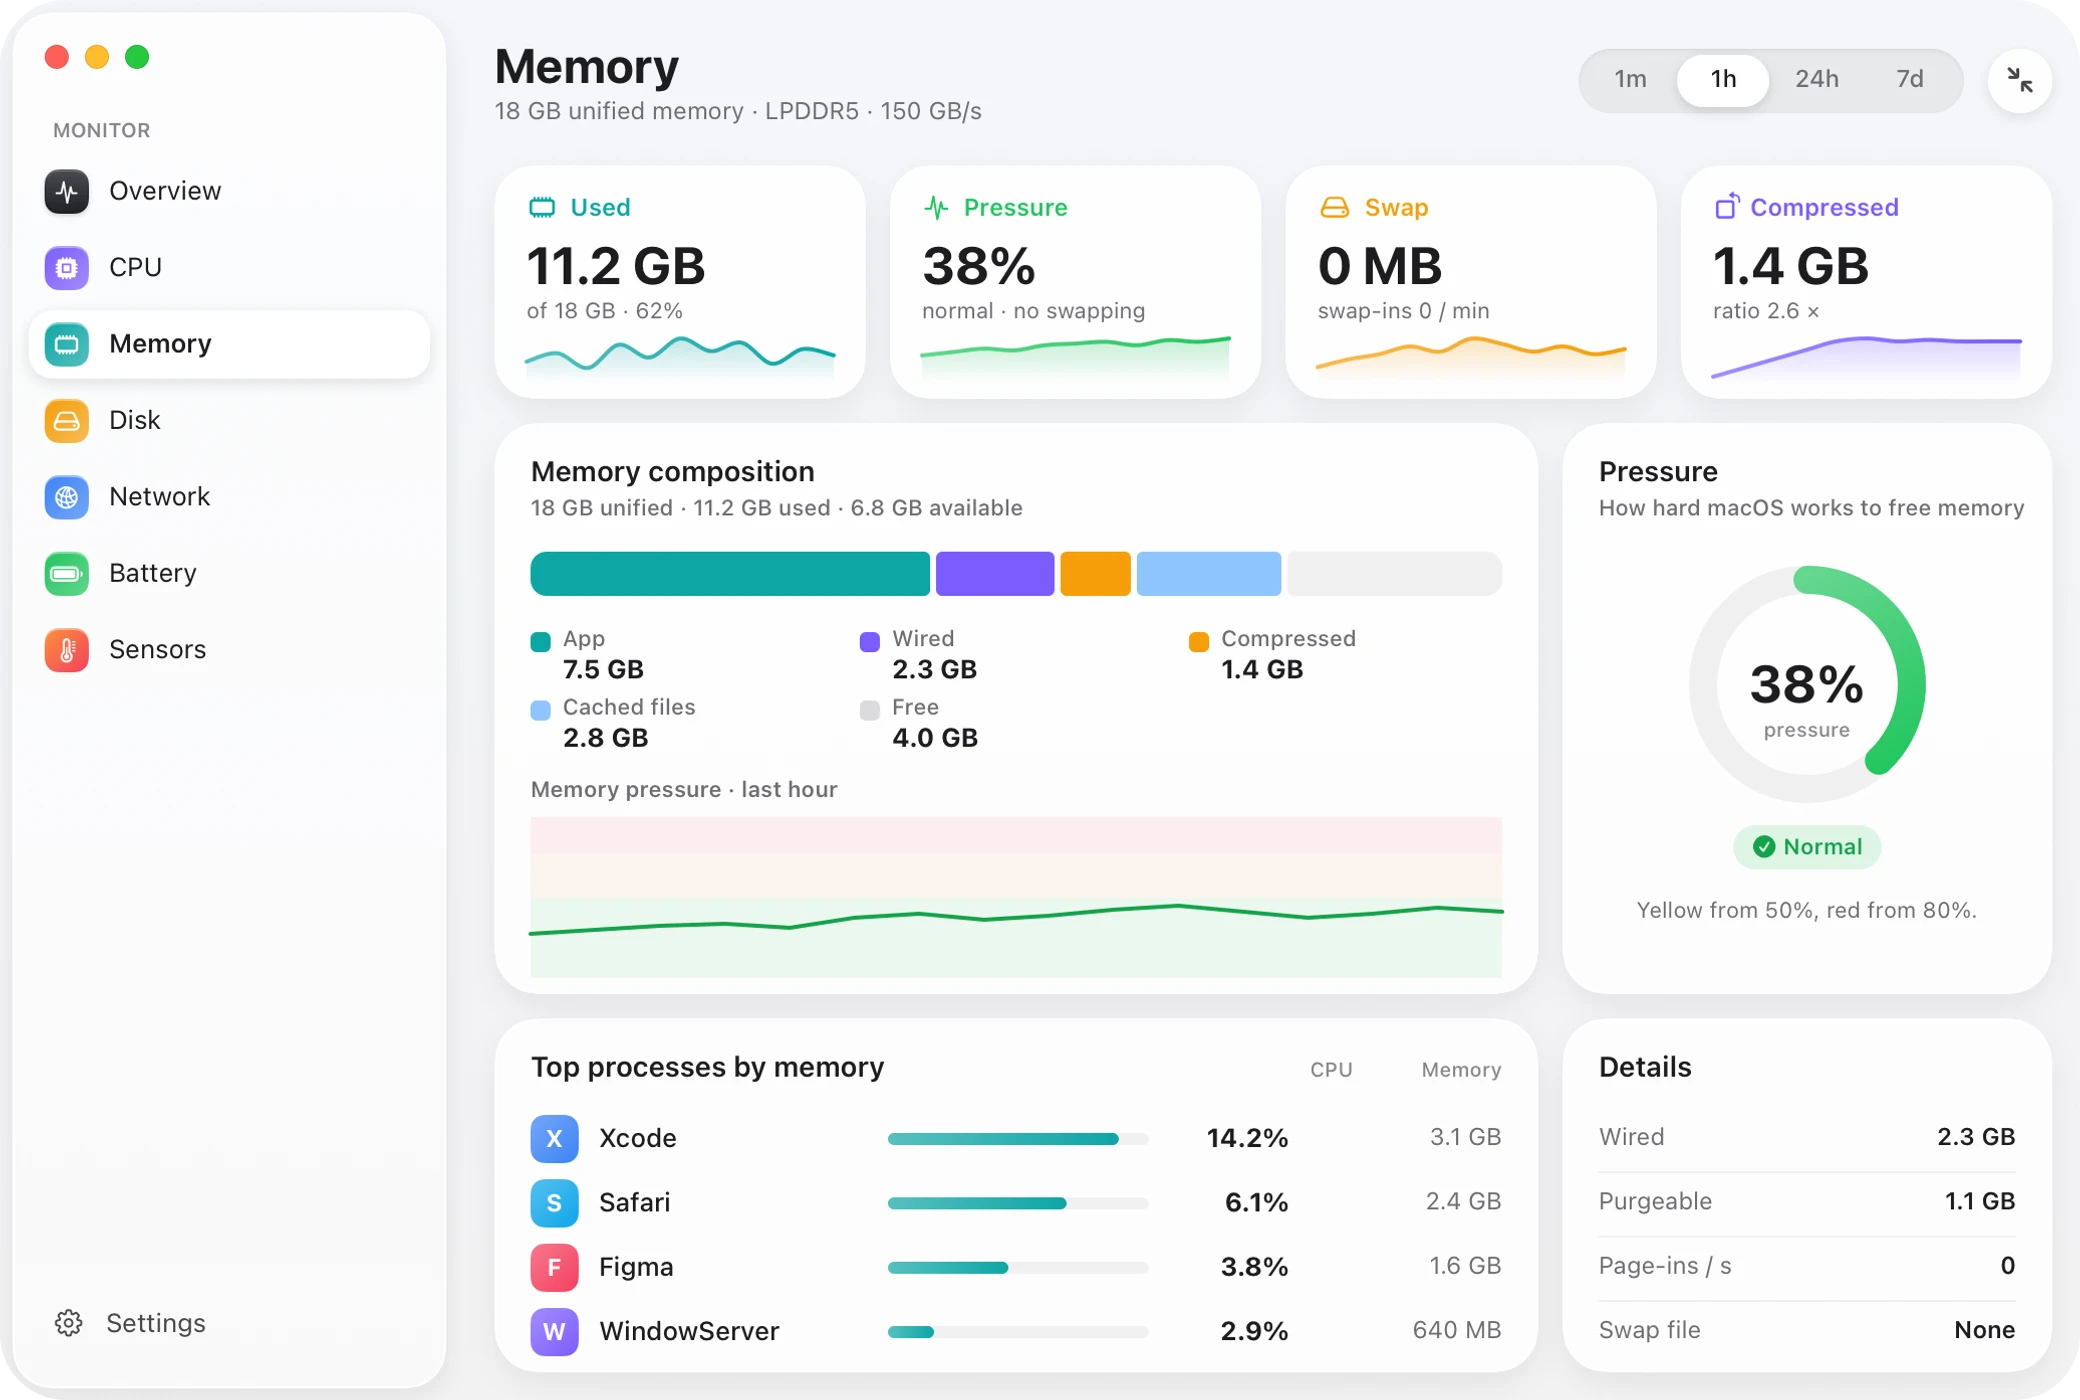 MONITOR
Overview
CPU
Memory
Disk
Network
Battery
Sensors
Settings
Memory
18 GB unified memory · LPDDR5 · 150 GB/s
1m 1h 24h 7d
Used
11.2 GB
of 18 GB · 62%
Pressure
38%
normal · no swapping
Swap
0 MB
swap-ins 0 / min
Compressed
1.4 GB
ratio 2.6 ×
Memory composition
18 GB unified · 11.2 GB used · 6.8 GB available
App
7.5 GB
Wired
2.3 GB
Compressed
1.4 GB
Cached files
2.8 GB
Free
4.0 GB
Memory pressure · last hour
Pressure
How hard macOS works to free memory
38%
pressure
Normal
Yellow from 50%, red from 80%.
Top processes by memory CPU Memory
X Xcode 14.2% 3.1 GB
S Safari 6.1% 2.4 GB
F Figma 3.8% 1.6 GB
W WindowServer 2.9% 640 MB
Details
Wired 2.3 GB
Purgeable 1.1 GB
Page-ins / s 0
Swap file None